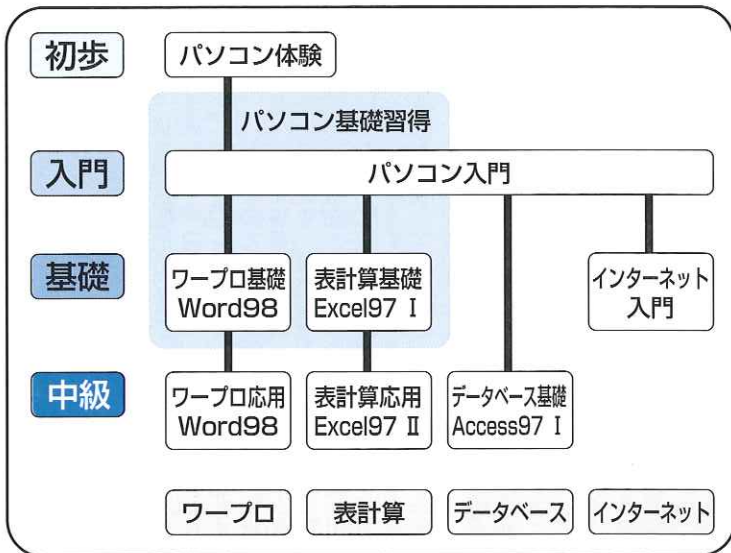 初歩
パソコン体験
パソコン基礎習得
入門
パソコン入門
基礎
ワープロ基礎
Word98
表計算基礎
Excel97 Ⅰ
インターネット
入門
中級
ワープロ応用
Word98
表計算応用
Excel97 Ⅱ
データベース基礎
Access97 Ⅰ
ワープロ
表計算
データベース
インターネット